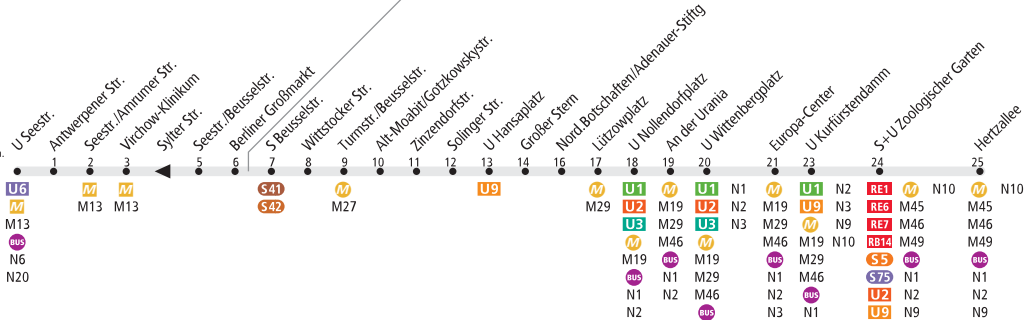 U Seestr.
Antwerpener Str.
Seestr./Amrumer Str.
Virchow-Klinikum
Sylter Str.
Seestr./Beusselstr.
Berliner Großmarkt
S Beusselstr.
Wittstocker Str.
Turmstr./Beusselstr.
Alt-Moabit/Gotzkowskystr.
Zinzendorfstr.
Solinger Str.
U Hansaplatz
Großer Stern
Nord.Botschaften/Adenauer-Stiftg
Lützowplatz
U Nollendorfplatz
An der Urania
U Wittenbergplatz
Europa-Center
U Kurfürstendamm
S+U Zoologischer Garten
Hertzallee
1 2 3 5 6 7 8 9 10 11 12 13 14 16 17 18 19 20 21 23 24 25
U6 M M S41 M U9 M U1 M U1 N1 M U1 N2 RE1 M N10 M N10
M M13 M13 S42 M27 M29 U2 M19 U2 N2 M19 U9 N3 RE6 M45 M45
M13 U3 M29 U3 N3 M29 M N9 RE7 M46 M46
BUS M M46 M M46 M19 N10 RB14 M49 M49
N6 M19 BUS M19 BUS M29 S5 BUS BUS
N20 BUS N1 M29 N1 M46 S75 N1 N1
N1 N2 M46 N2 BUS U2 N2 N2
N2 BUS N3 N1 U9 N9 N9